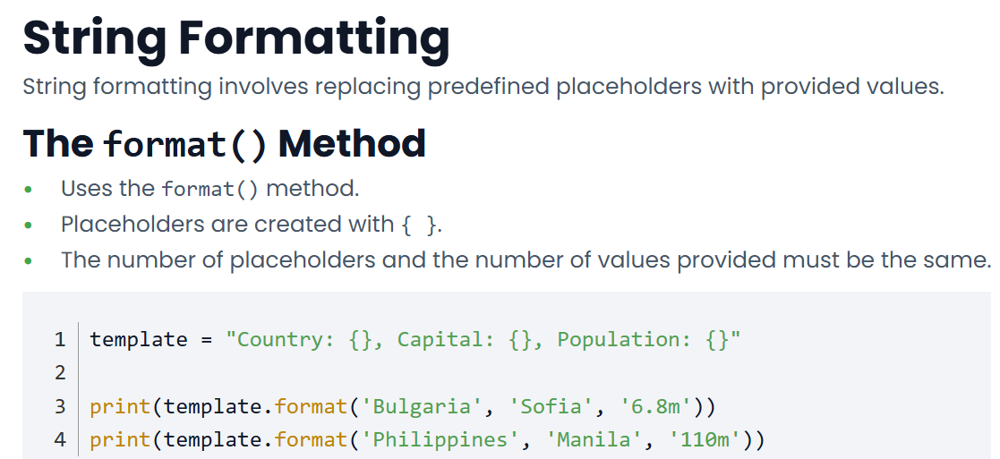 String Formatting
String formatting involves replacing predefined placeholders with provided values.
The format() Method
• Uses the format() method.
• Placeholders are created with { }.
• The number of placeholders and the number of values provided must be the same.
1 template = "Country: {}, Capital: {}, Population: {}"
2
3 print(template.format('Bulgaria', 'Sofia', '6.8m'))
4 print(template.format('Philippines', 'Manila', '110m'))